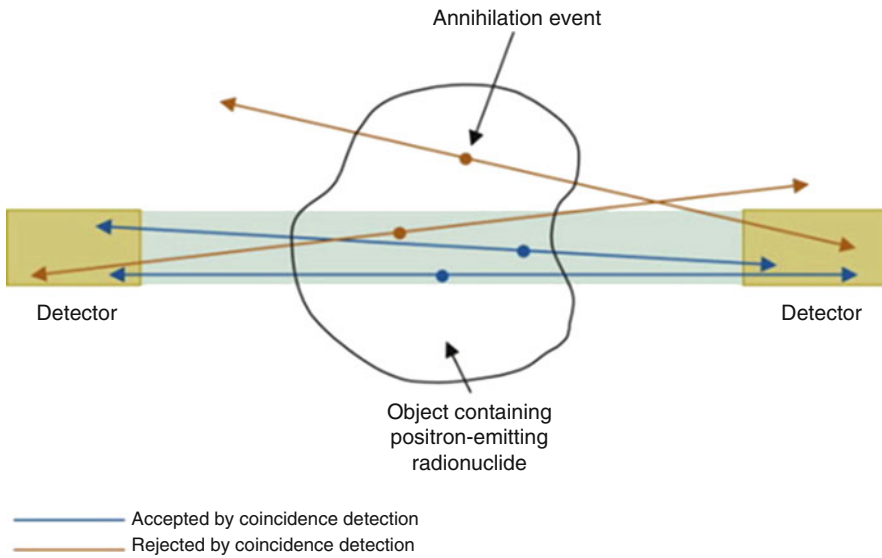 Annihilation event
Detector
Detector
Object containing
positron-emitting
radionuclide
Accepted by coincidence detection
Rejected by coincidence detection